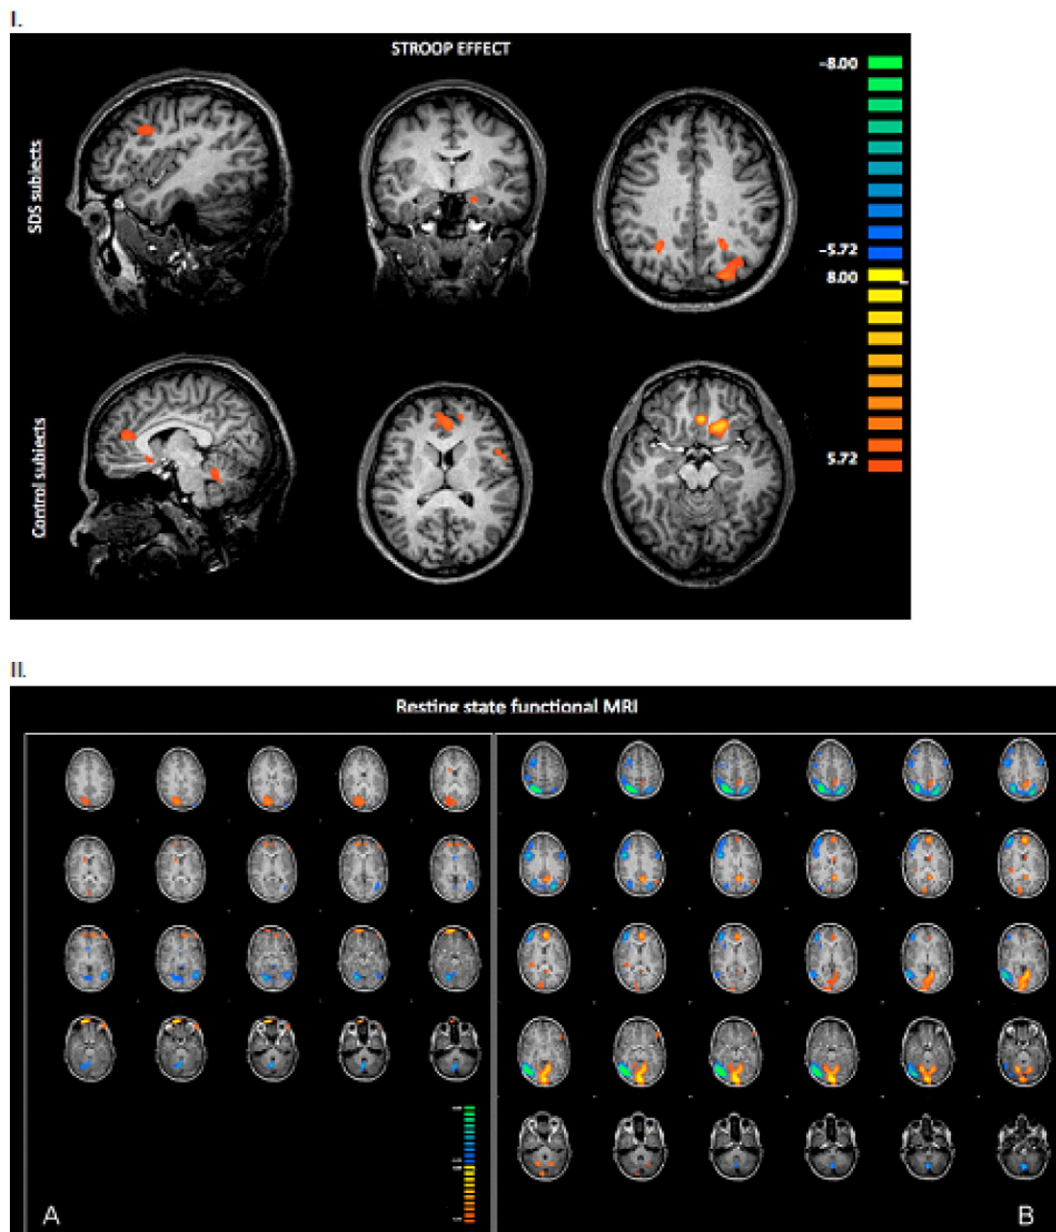 I.
STROOP EFFECT
SDS subjects
Control subjects
−8.00
−5.72
8.00
L
5.72
II.
Resting state functional MRI
A
B